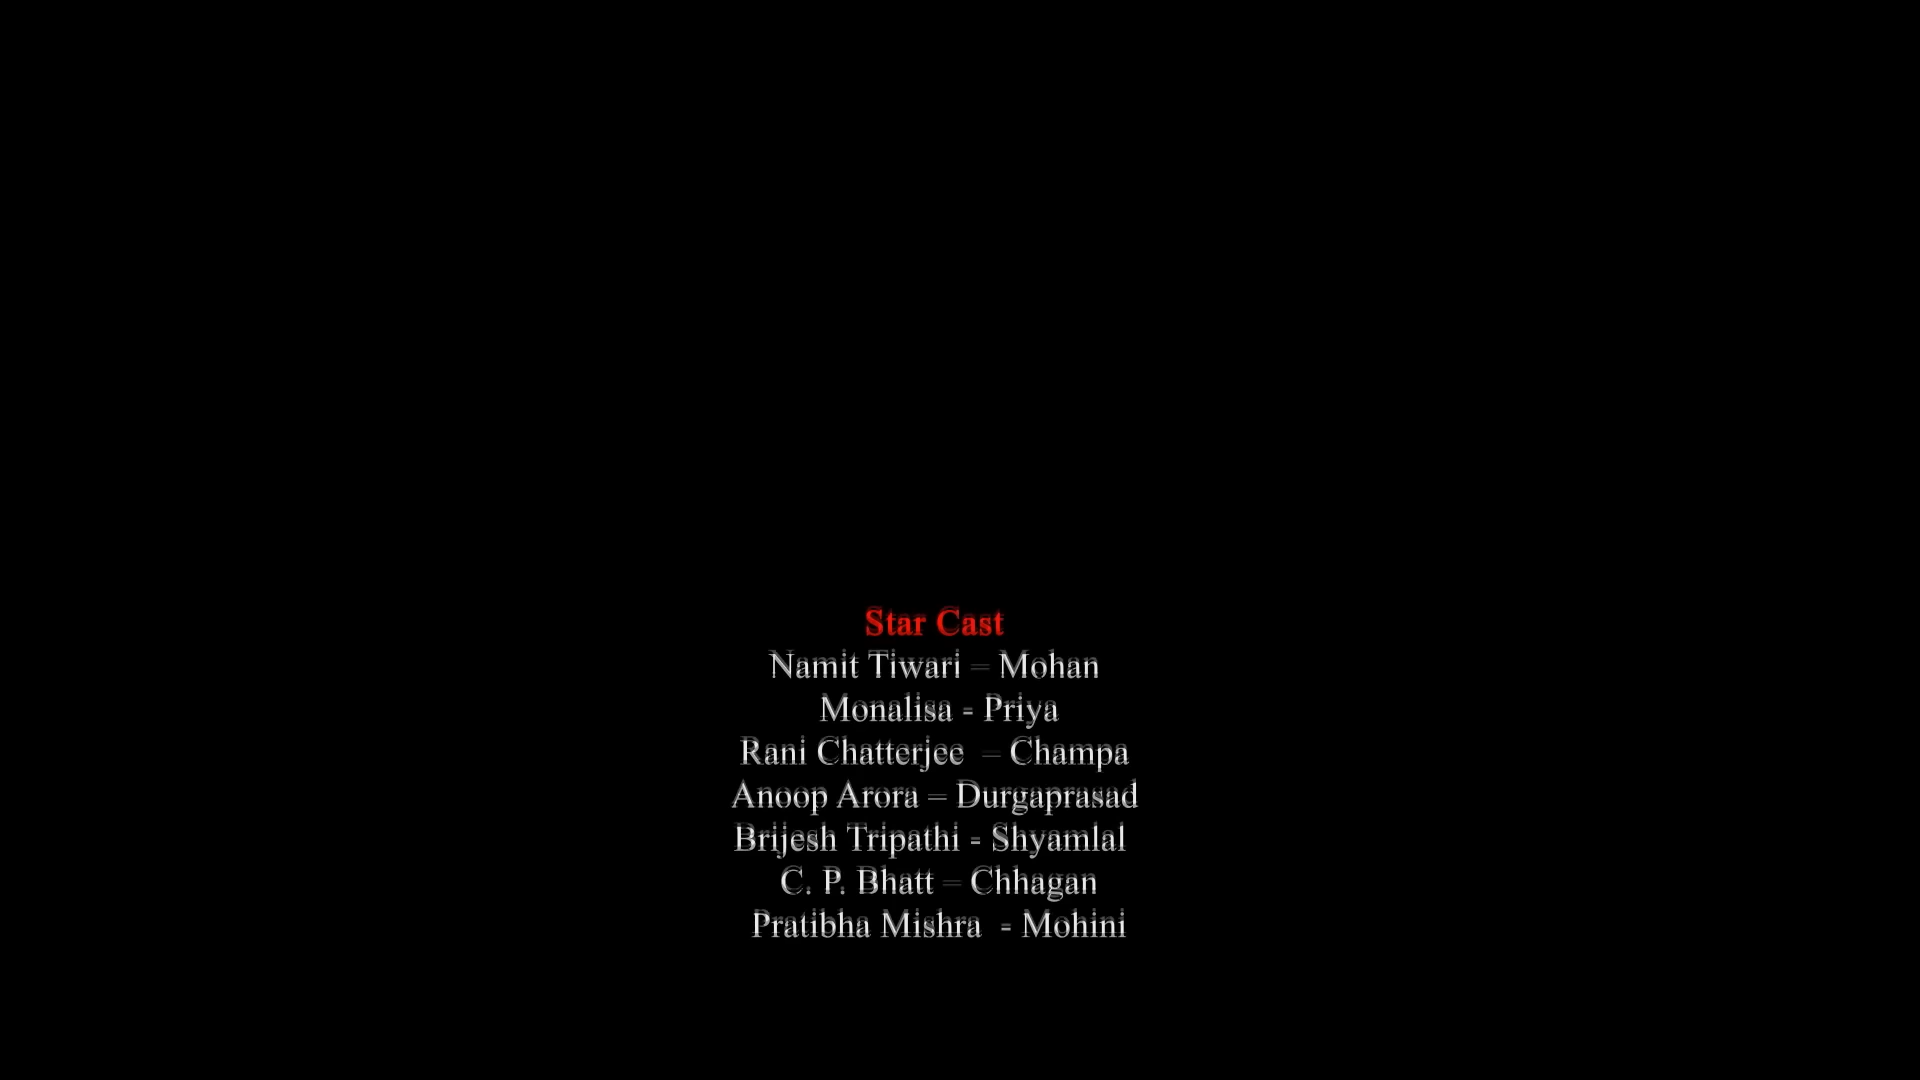 Star Cast
Namit Tiwari – Mohan
Monalisa - Priya
Rani Chatterjee – Champa
Anoop Arora – Durgaprasad
Brijesh Tripathi - Shyamlal
C. P. Bhatt – Chhagan
Pratibha Mishra - Mohini